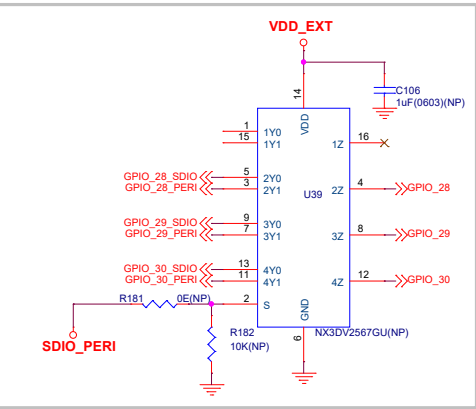 VDD_EXT
C106
1uF(0603)(NP)
14
VDD
1
1Y0
15
1Y1
1Z
16
GPIO_28_SDIO
5
2Y0
GPIO_28_PERI
3
2Y1
2Z
4
GPIO_28
U39
GPIO_29_SDIO
9
3Y0
GPIO_29_PERI
7
3Y1
3Z
8
GPIO_29
GPIO_30_SDIO
13
4Y0
GPIO_30_PERI
11
4Y1
4Z
12
GPIO_30
R181
0E(NP)
2
S
GND
SDIO_PERI
R182
10K(NP)
6
NX3DV2567GU(NP)